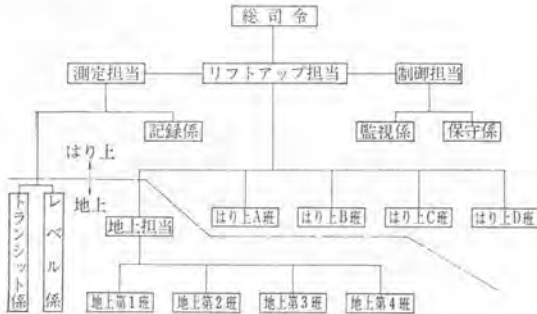 総司令
測定担当
リフトアップ担当
制御担当
記録係
監視係
保守係
はり上
地上
トランシット係
レベル係
地上担当
はり上A班
はり上B班
はり上C班
はり上D班
地上第1班
地上第2班
地上第3班
地上第4班